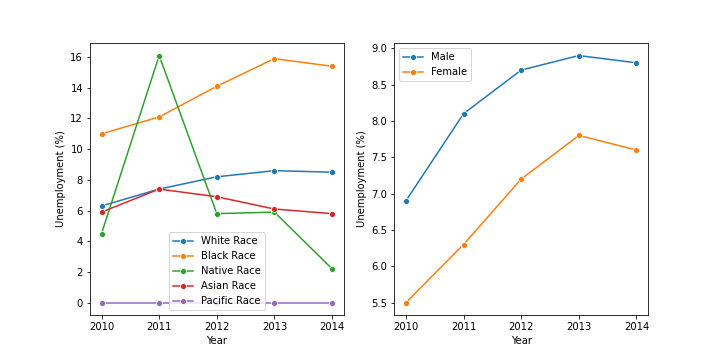 16
14
12
10
8
6
4
2
0
Unemployment (%)
2010 2011 2012 2013 2014
Year
White Race
Black Race
Native Race
Asian Race
Pacific Race
9.0
8.5
8.0
7.5
7.0
6.5
6.0
5.5
Unemployment (%)
2010 2011 2012 2013 2014
Year
Male
Female